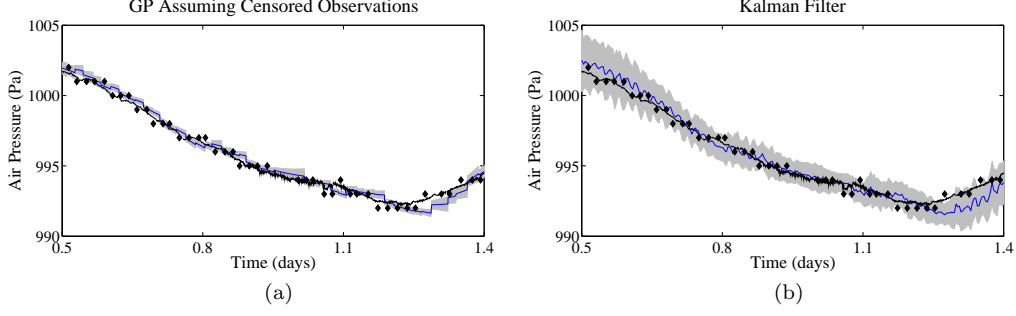 GP Assuming Censored Observations
1005
1000
995
990
Air Pressure (Pa)
0.5 0.8 1.1 1.4
Time (days)
(a)
Kalman Filter
1005
1000
995
990
Air Pressure (Pa)
0.5 0.8 1.1 1.4
Time (days)
(b)